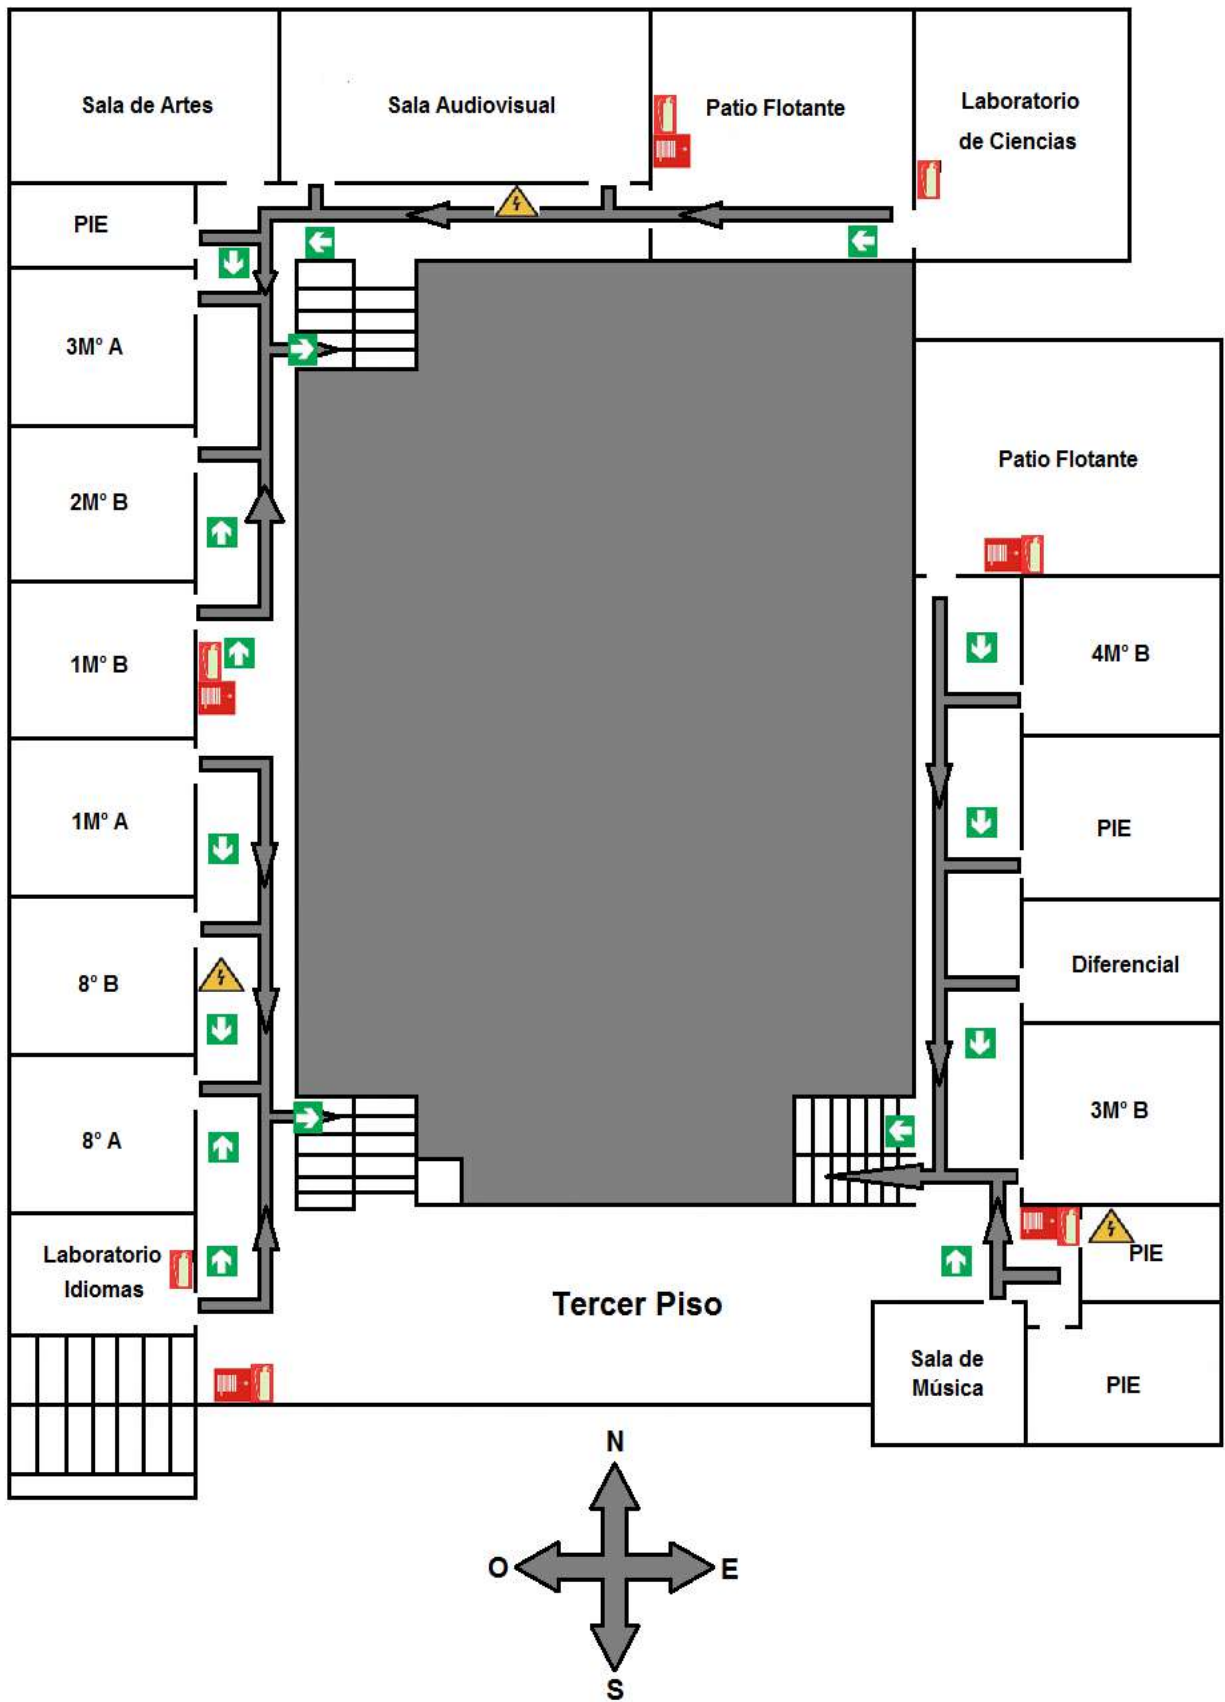 Sala de Artes
Sala Audiovisual
Patio Flotante
Laboratorio
de Ciencias
PIE
3M° A
2M° B
1M° B
1M° A
8° B
8° A
Laboratorio
Idiomas
Patio Flotante
4M° B
PIE
Diferencial
3M° B
PIE
PIE
Sala de
Música
Tercer Piso
N
O
E
S